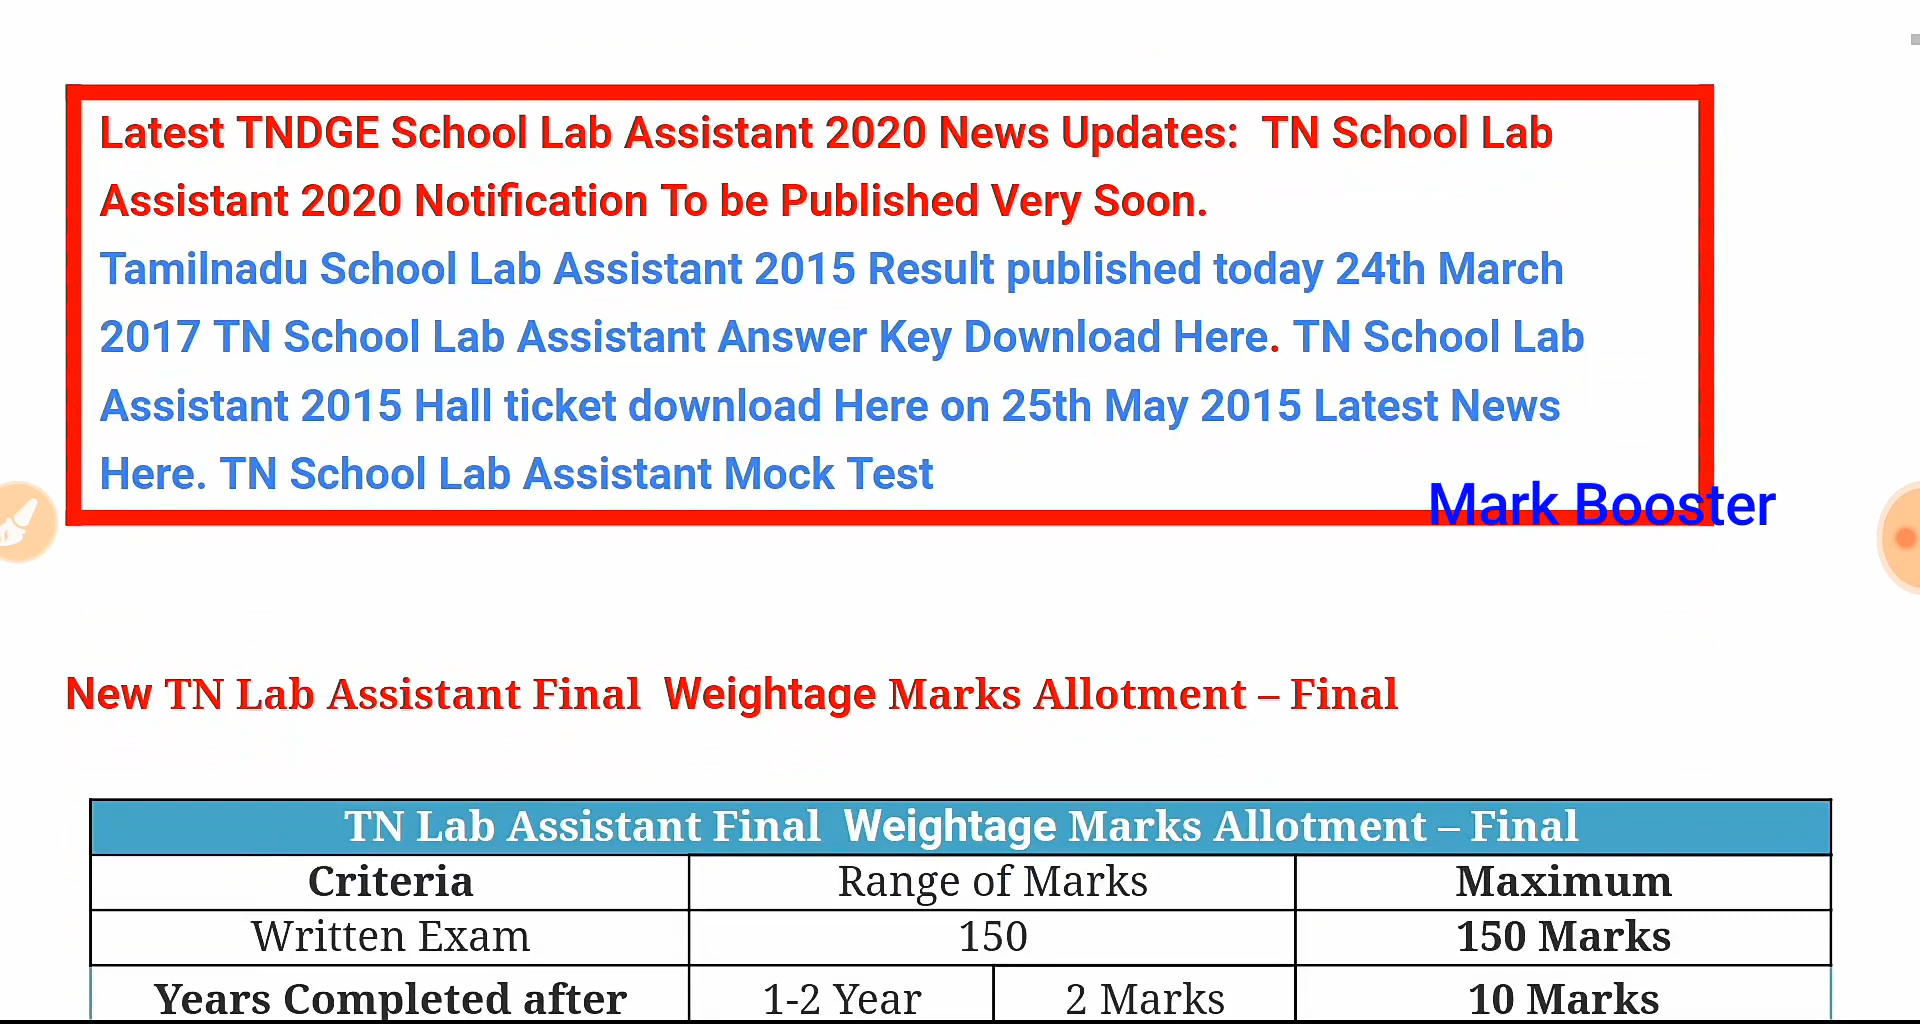 Latest TNDGE School Lab Assistant 2020 News Updates:  TN School Lab
Assistant 2020 Notification To be Published Very Soon.
Tamilnadu School Lab Assistant 2015 Result published today 24th March
2017 TN School Lab Assistant Answer Key Download Here. TN School Lab
Assistant 2015 Hall ticket download Here on 25th May 2015 Latest News
Here. TN School Lab Assistant Mock Test
Mark Booster
New TN Lab Assistant Final  Weightage Marks Allotment – Final
TN Lab Assistant Final  Weightage Marks Allotment – Final
Criteria Range of Marks Maximum
Written Exam 150 150 Marks
Years Completed after 1-2 Year 2 Marks 10 Marks